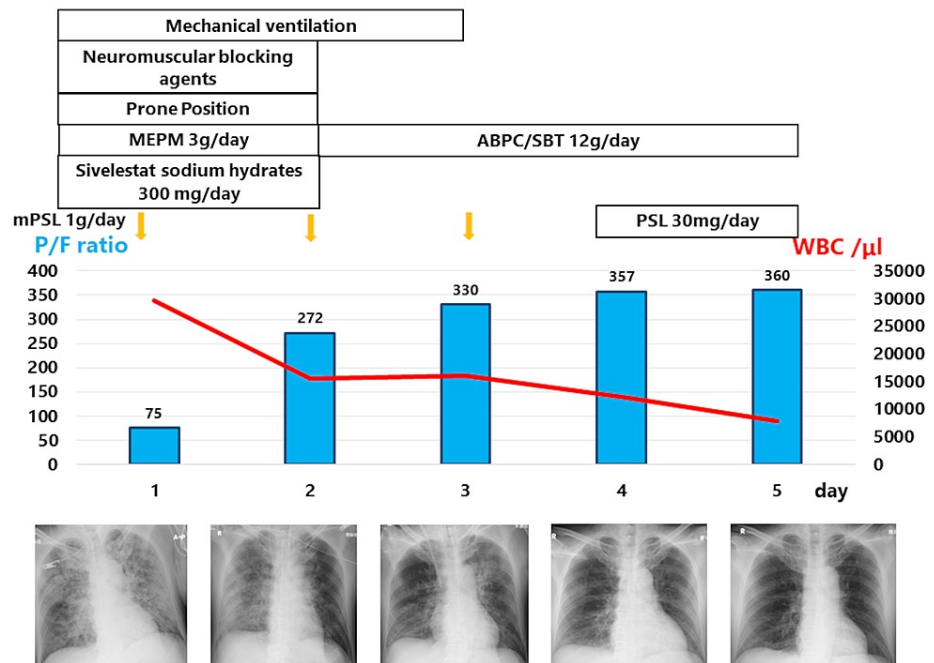 Mechanical ventilation
Neuromuscular blocking
agents
Prone Position
MEPM 3g/day
ABPC/SBT 12g/day
Sivelestat sodium hydrates
300 mg/day
mPSL 1g/day
PSL 30mg/day
P/F ratio
WBC /µl
400
350
300
250
200
150
100
50
0
75
272
330
357
360
35000
30000
25000
20000
15000
10000
5000
0
1
2
3
4
5
day
A-P
R
R
R